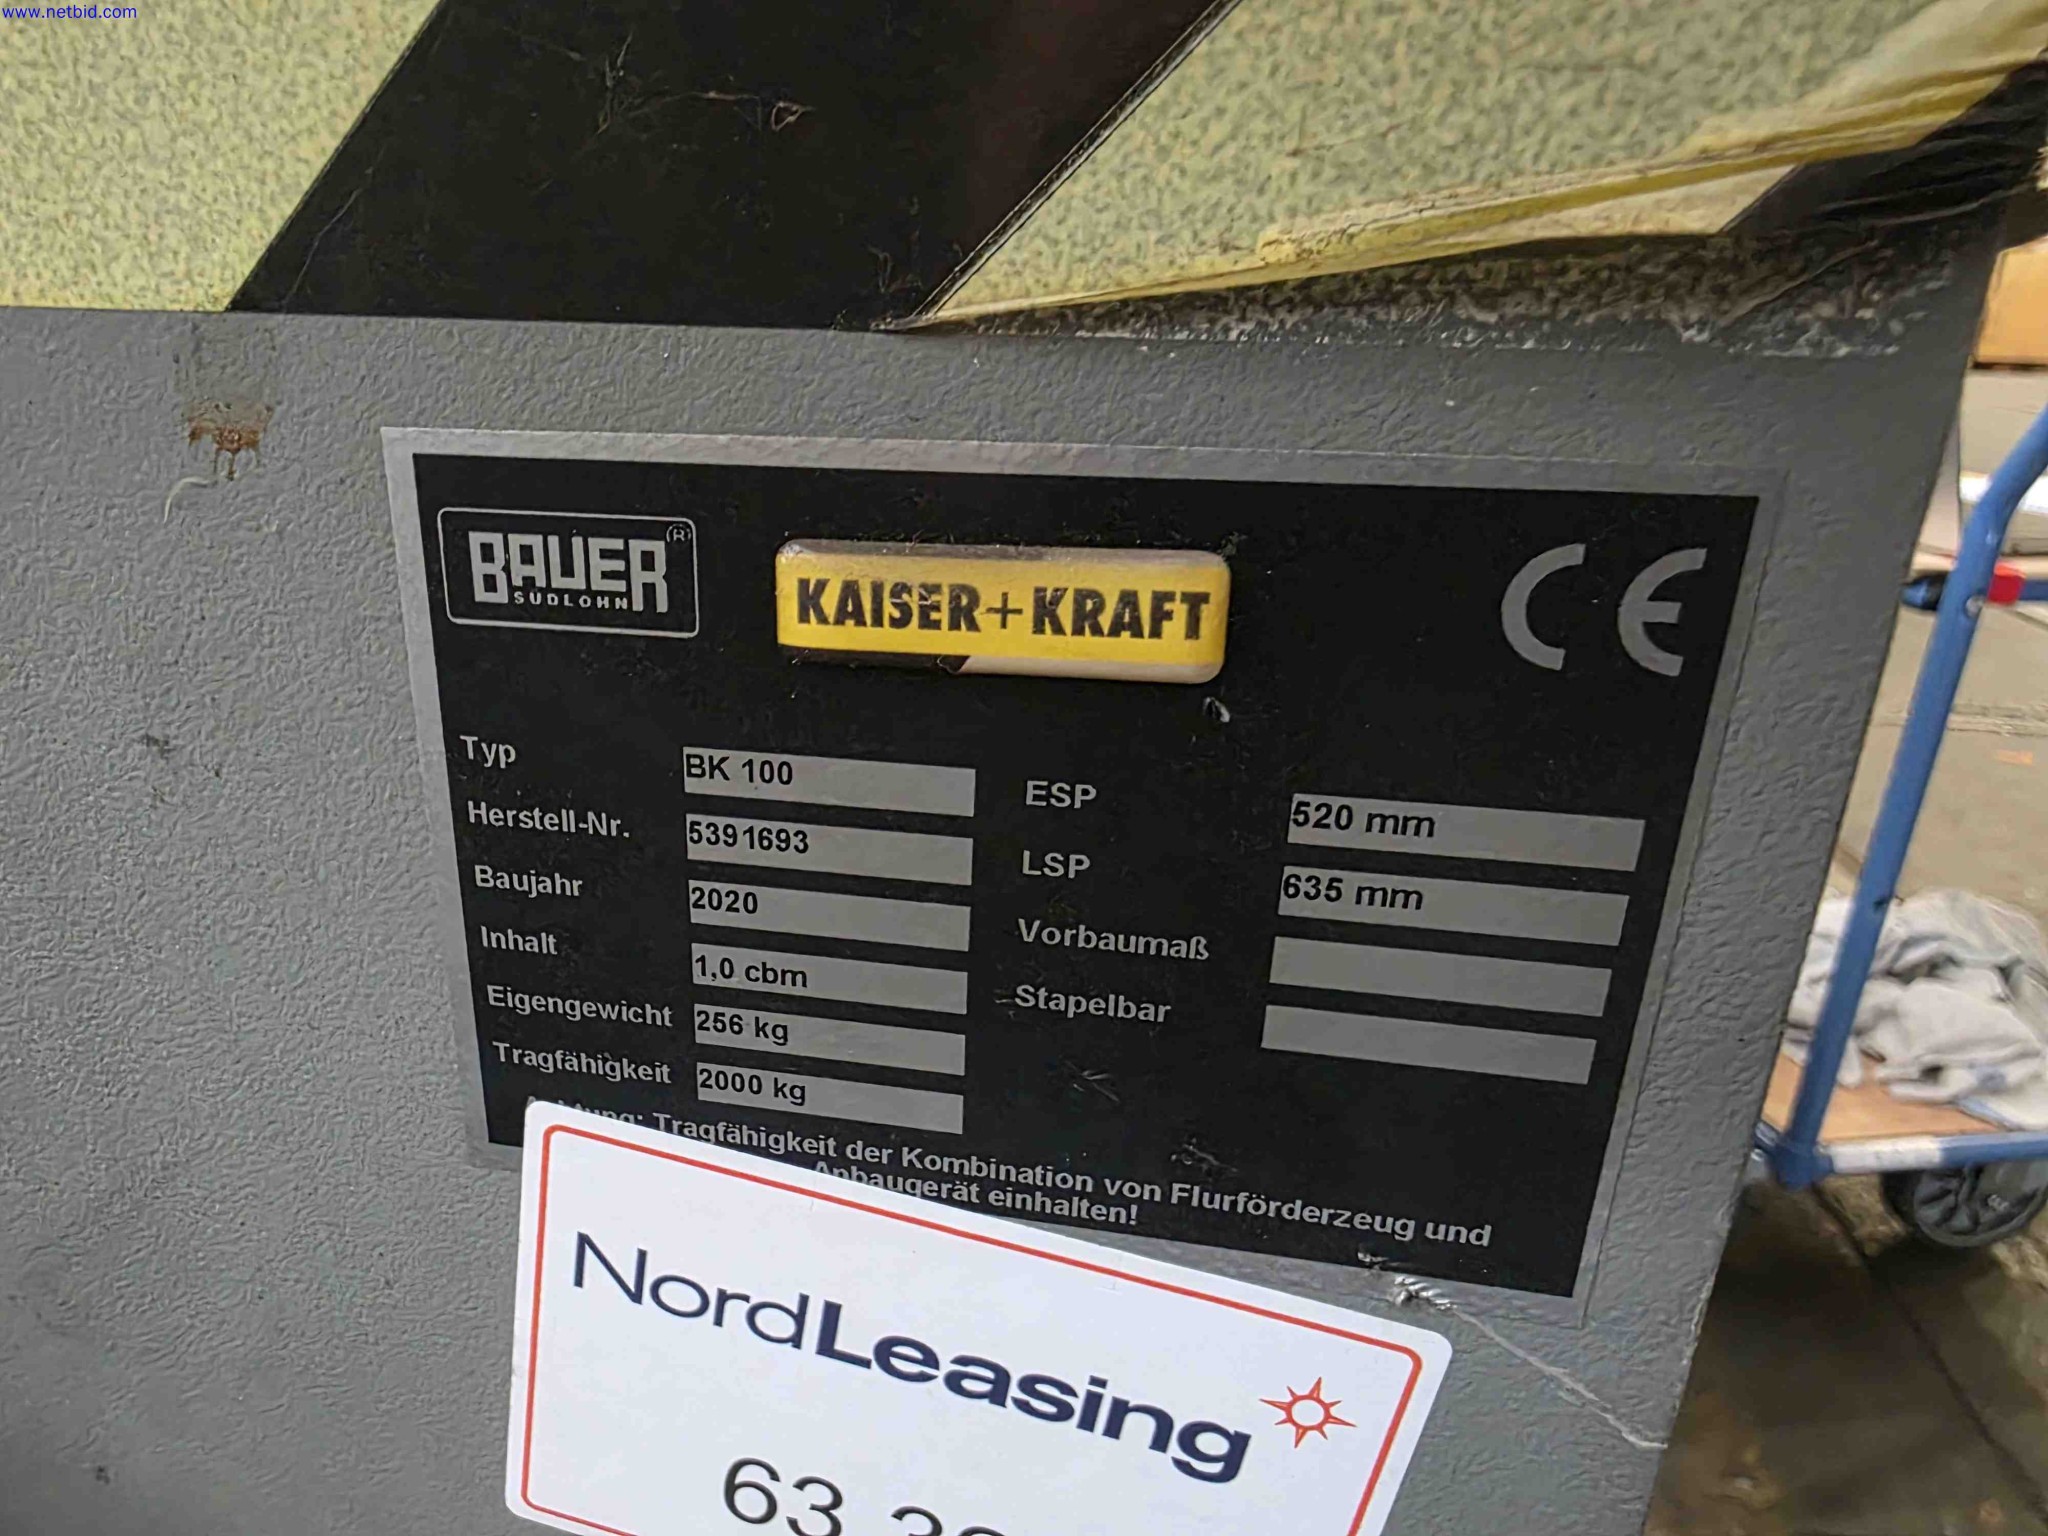 www.netbid.com
BAUER®
SÜDLOHN
KAISER+KRAFT
CE
Typ BK 100
Herstell-Nr. 5391693
Baujahr 2020
Inhalt 1,0 cbm
Eigengewicht 256 kg
Tragfähigkeit 2000 kg
ESP 520 mm
LSP 635 mm
Vorbaumaß
Stapelbar
Achtung: Tragfähigkeit der Kombination von Flurförderzeug und
Anbaugerät einhalten!
NordLeasing
63